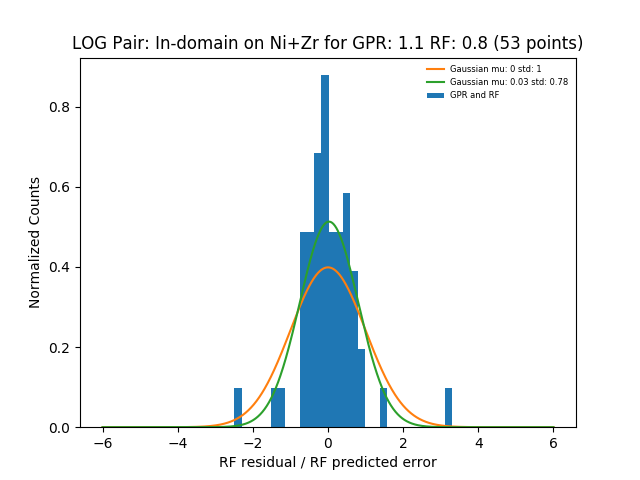 LOG Pair: In-domain on Ni+Zr for GPR: 1.1 RF: 0.8 (53 points)
Gaussian mu: 0 std: 1
Gaussian mu: 0.03 std: 0.78
GPR and RF
Normalized Counts
0.8
0.6
0.4
0.2
0.0
−6 −4 −2 0 2 4 6
RF residual / RF predicted error